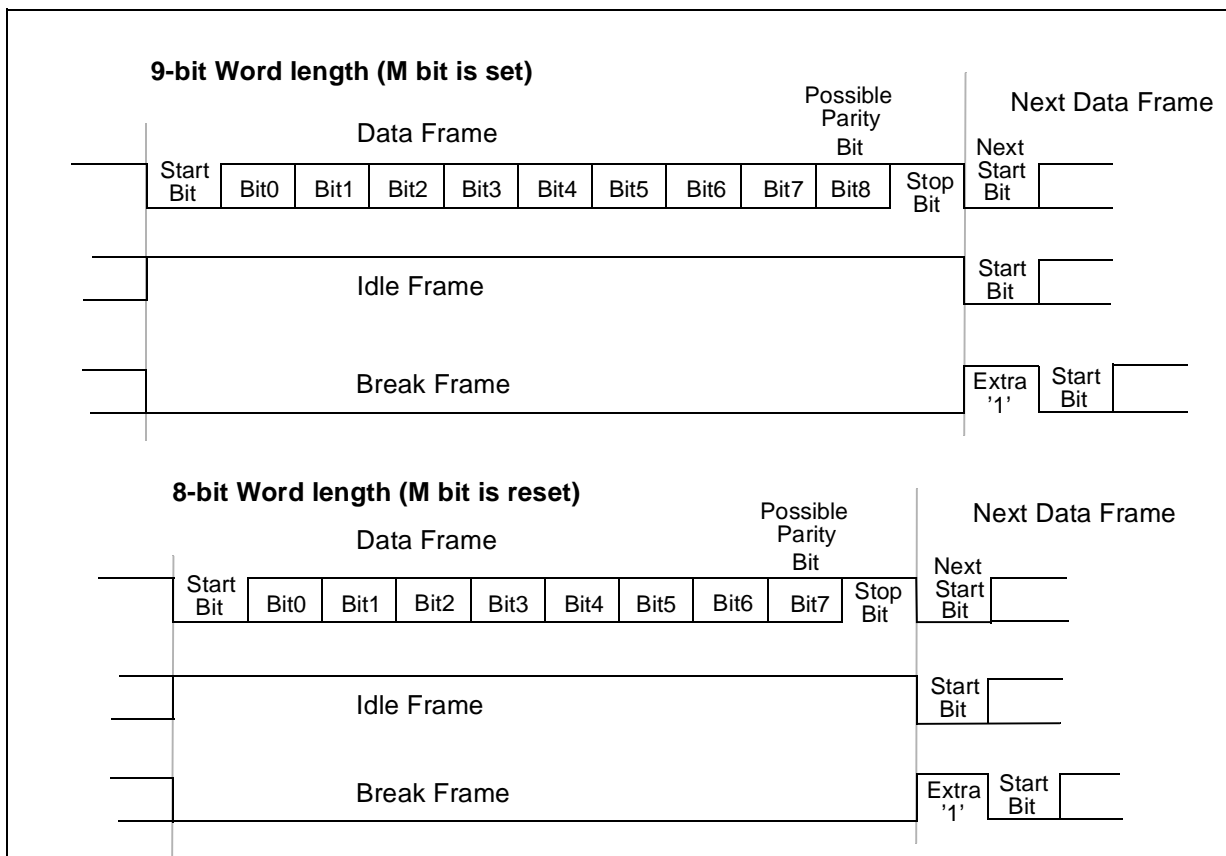 9-bit Word length (M bit is set)
Possible
Parity
Bit
Next Data Frame
Data Frame
Start
Bit
Bit0
Bit1
Bit2
Bit3
Bit4
Bit5
Bit6
Bit7
Bit8
Stop
Bit
Next
Start
Bit
Idle Frame
Start
Bit
Break Frame
Extra
'1'
Start
Bit
8-bit Word length (M bit is reset)
Possible
Parity
Bit
Next Data Frame
Data Frame
Start
Bit
Bit0
Bit1
Bit2
Bit3
Bit4
Bit5
Bit6
Bit7
Stop
Bit
Next
Start
Bit
Idle Frame
Start
Bit
Break Frame
Extra
'1'
Start
Bit